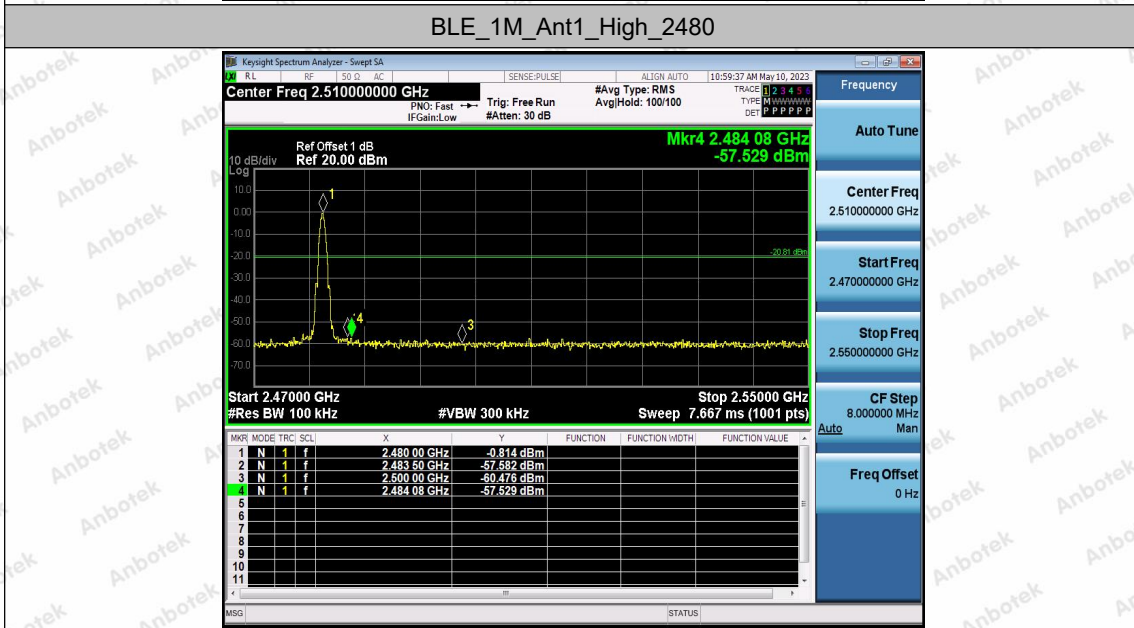 BLE_1M_Ant1_High_2480
Keysight Spectrum Analyzer - Swept SA
LXI RL RF 50 Ω AC SENSE:PULSE ALIGN AUTO 10:59:37 AM May 10, 2023
Center Freq 2.510000000 GHz
PNO: Fast
IFGain:Low
Trig: Free Run
#Atten: 30 dB
#Avg Type: RMS
Avg|Hold: 100/100
TRACE 1 2 3 4 5 6
TYPE M W W W W W
DET P P P P P P
Ref Offset 1 dB
10 dB/div Ref 20.00 dBm
Log
Mkr4 2.484 08 GHz
-57.529 dBm
10.0
0.00
-10.0
-20.0
-30.0
-40.0
-50.0
-60.0
-70.0
1
4
3
-20.81 dBm
Start 2.47000 GHz Stop 2.55000 GHz
#Res BW 100 kHz #VBW 300 kHz Sweep 7.667 ms (1001 pts)
MKR MODE TRC SCL X Y FUNCTION FUNCTION WIDTH FUNCTION VALUE
1 N 1 f 2.480 00 GHz -0.814 dBm
2 N 1 f 2.483 50 GHz -57.582 dBm
3 N 1 f 2.500 00 GHz -60.476 dBm
4 N 1 f 2.484 08 GHz -57.529 dBm
5
6
7
8
9
10
11
MSG STATUS
Frequency
Auto Tune
Center Freq
2.510000000 GHz
Start Freq
2.470000000 GHz
Stop Freq
2.550000000 GHz
CF Step
8.000000 MHz
Auto Man
Freq Offset
0 Hz
Anbotek